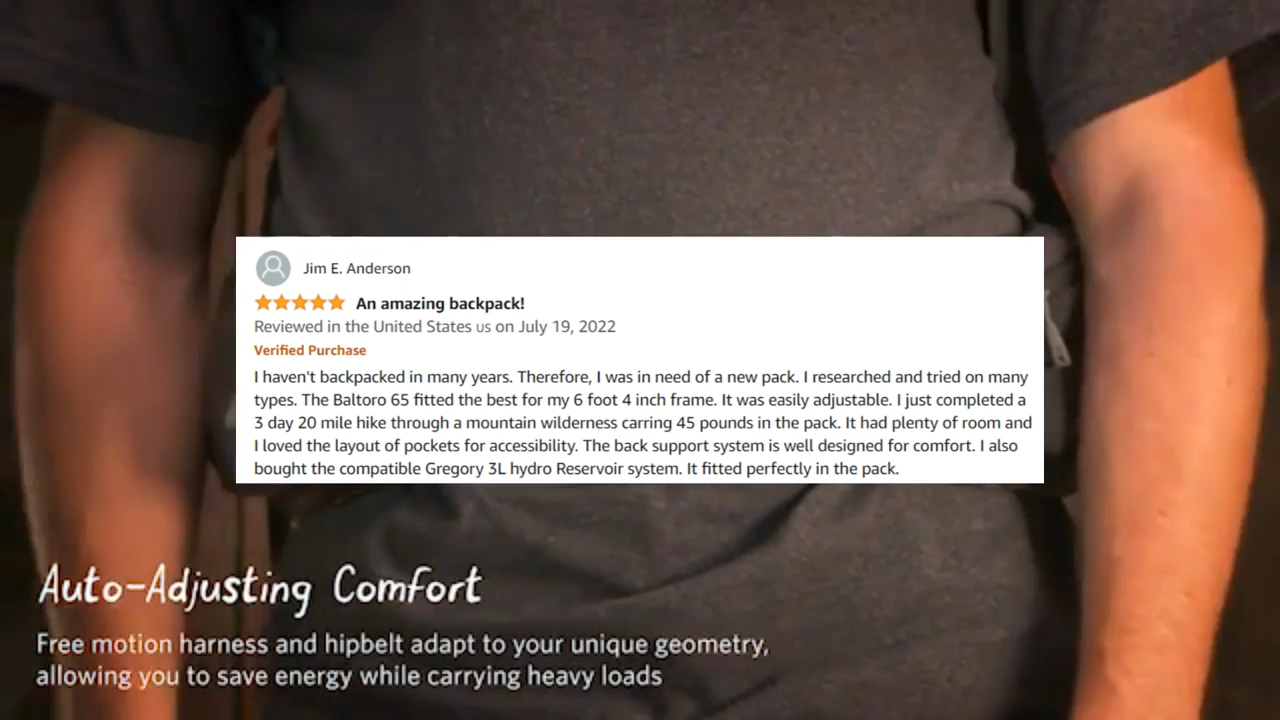 Jim E. Anderson
An amazing backpack!
Reviewed in the United States us on July 19, 2022
Verified Purchase
I haven't backpacked in many years. Therefore, I was in need of a new pack. I researched and tried on many
types. The Baltoro 65 fitted the best for my 6 foot 4 inch frame. It was easily adjustable. I just completed a
3 day 20 mile hike through a mountain wilderness carring 45 pounds in the pack. It had plenty of room and
I loved the layout of pockets for accessibility. The back support system is well designed for comfort. I also
bought the compatible Gregory 3L hydro Reservoir system. It fitted perfectly in the pack.
Auto-Adjusting Comfort
Free motion harness and hipbelt adapt to your unique geometry,
allowing you to save energy while carrying heavy loads